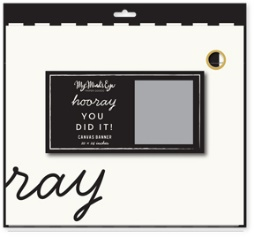 My Mind's Eye
hooray
YOU
DID IT!
CANVAS BANNER
ray